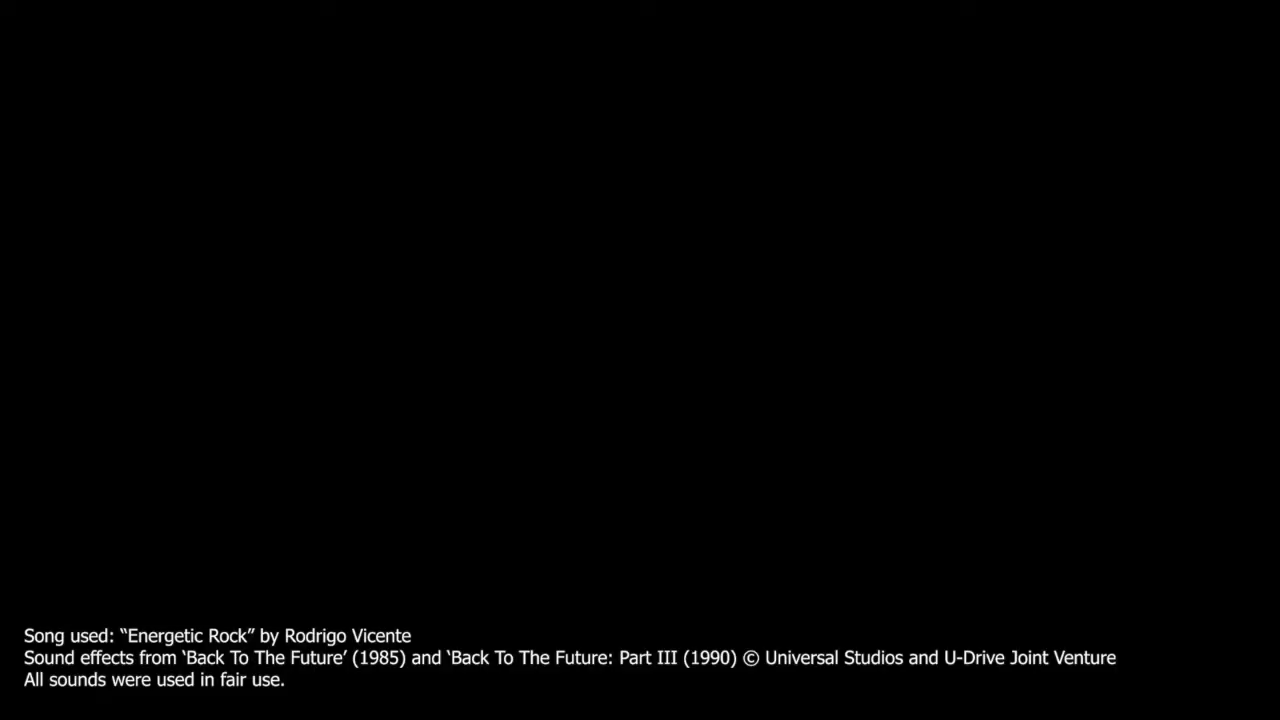 Song used: “Energetic Rock” by Rodrigo Vicente
Sound effects from ‘Back To The Future’ (1985) and ‘Back To The Future: Part III (1990) © Universal Studios and U-Drive Joint Venture
All sounds were used in fair use.